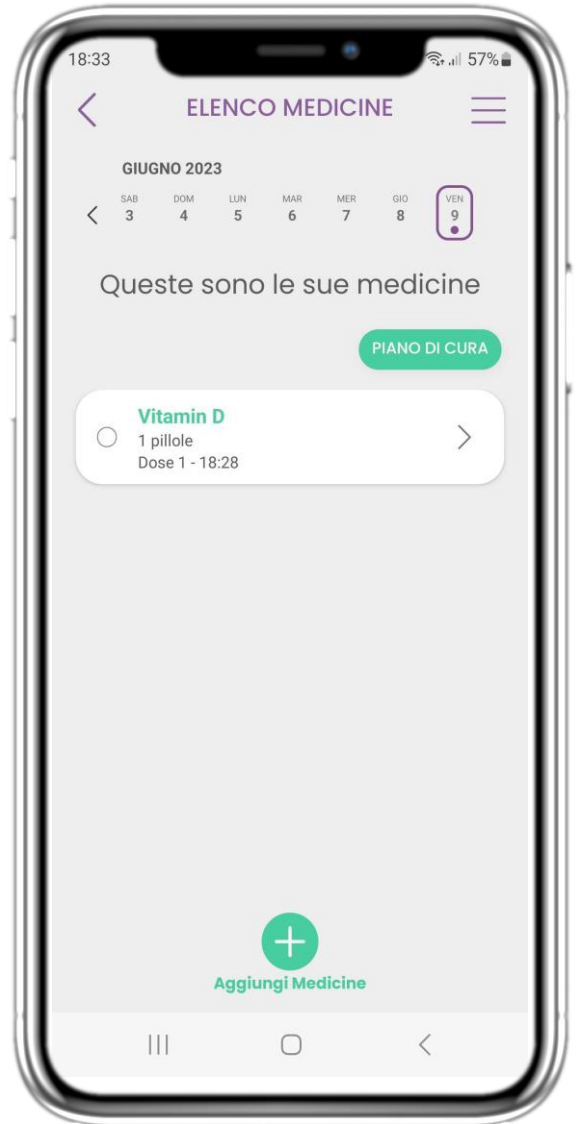 18:33 57%
ELENCO MEDICINE
GIUGNO 2023
SAB DOM LUN MAR MER GIO VEN
3 4 5 6 7 8 9
Queste sono le sue medicine
PIANO DI CURA
Vitamin D
1 pillole
Dose 1 - 18:28
Aggiungi Medicine